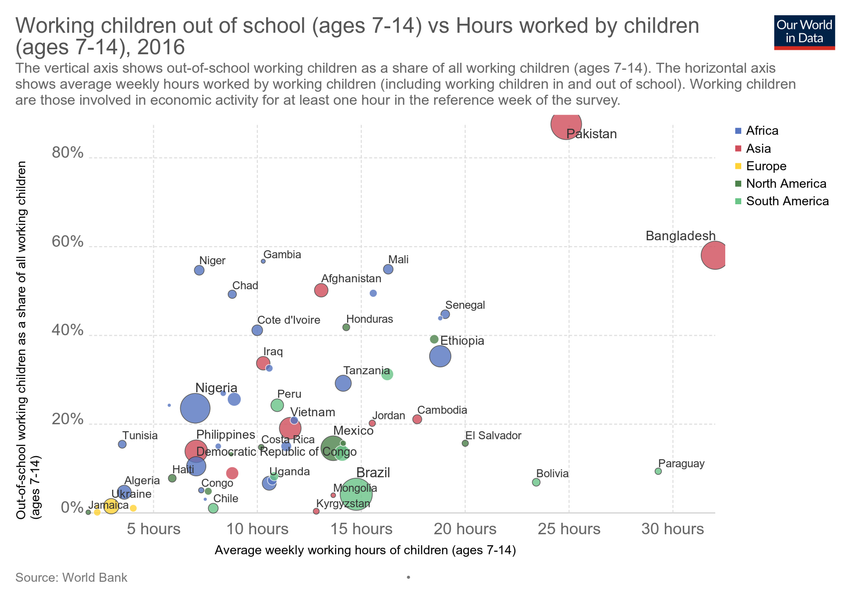 Working children out of school (ages 7-14) vs Hours worked by children
(ages 7-14), 2016
Our World
in Data
The vertical axis shows out-of-school working children as a share of all working children (ages 7-14). The horizontal axis
shows average weekly hours worked by working children (including working children in and out of school). Working children
are those involved in economic activity for at least one hour in the reference week of the survey.
Africa
Asia
Europe
North America
South America
Out-of-school working children as a share of all working children
(ages 7-14)
80%
60%
40%
20%
0%
Pakistan
Bangladesh
Gambia
Niger
Mali
Afghanistan
Chad
Senegal
Cote d'Ivoire
Honduras
Ethiopia
Iraq
Tanzania
Nigeria
Peru
Vietnam
Cambodia
Jordan
Mexico
Tunisia
Philippines
Costa Rica
El Salvador
Democratic Republic of Congo
Haiti
Uganda
Brazil
Paraguay
Bolivia
Algeria
Congo
Mongolia
Ukraine
Chile
Jamaica
Kyrgyzstan
5 hours
10 hours
15 hours
20 hours
25 hours
30 hours
Average weekly working hours of children (ages 7-14)
Source: World Bank